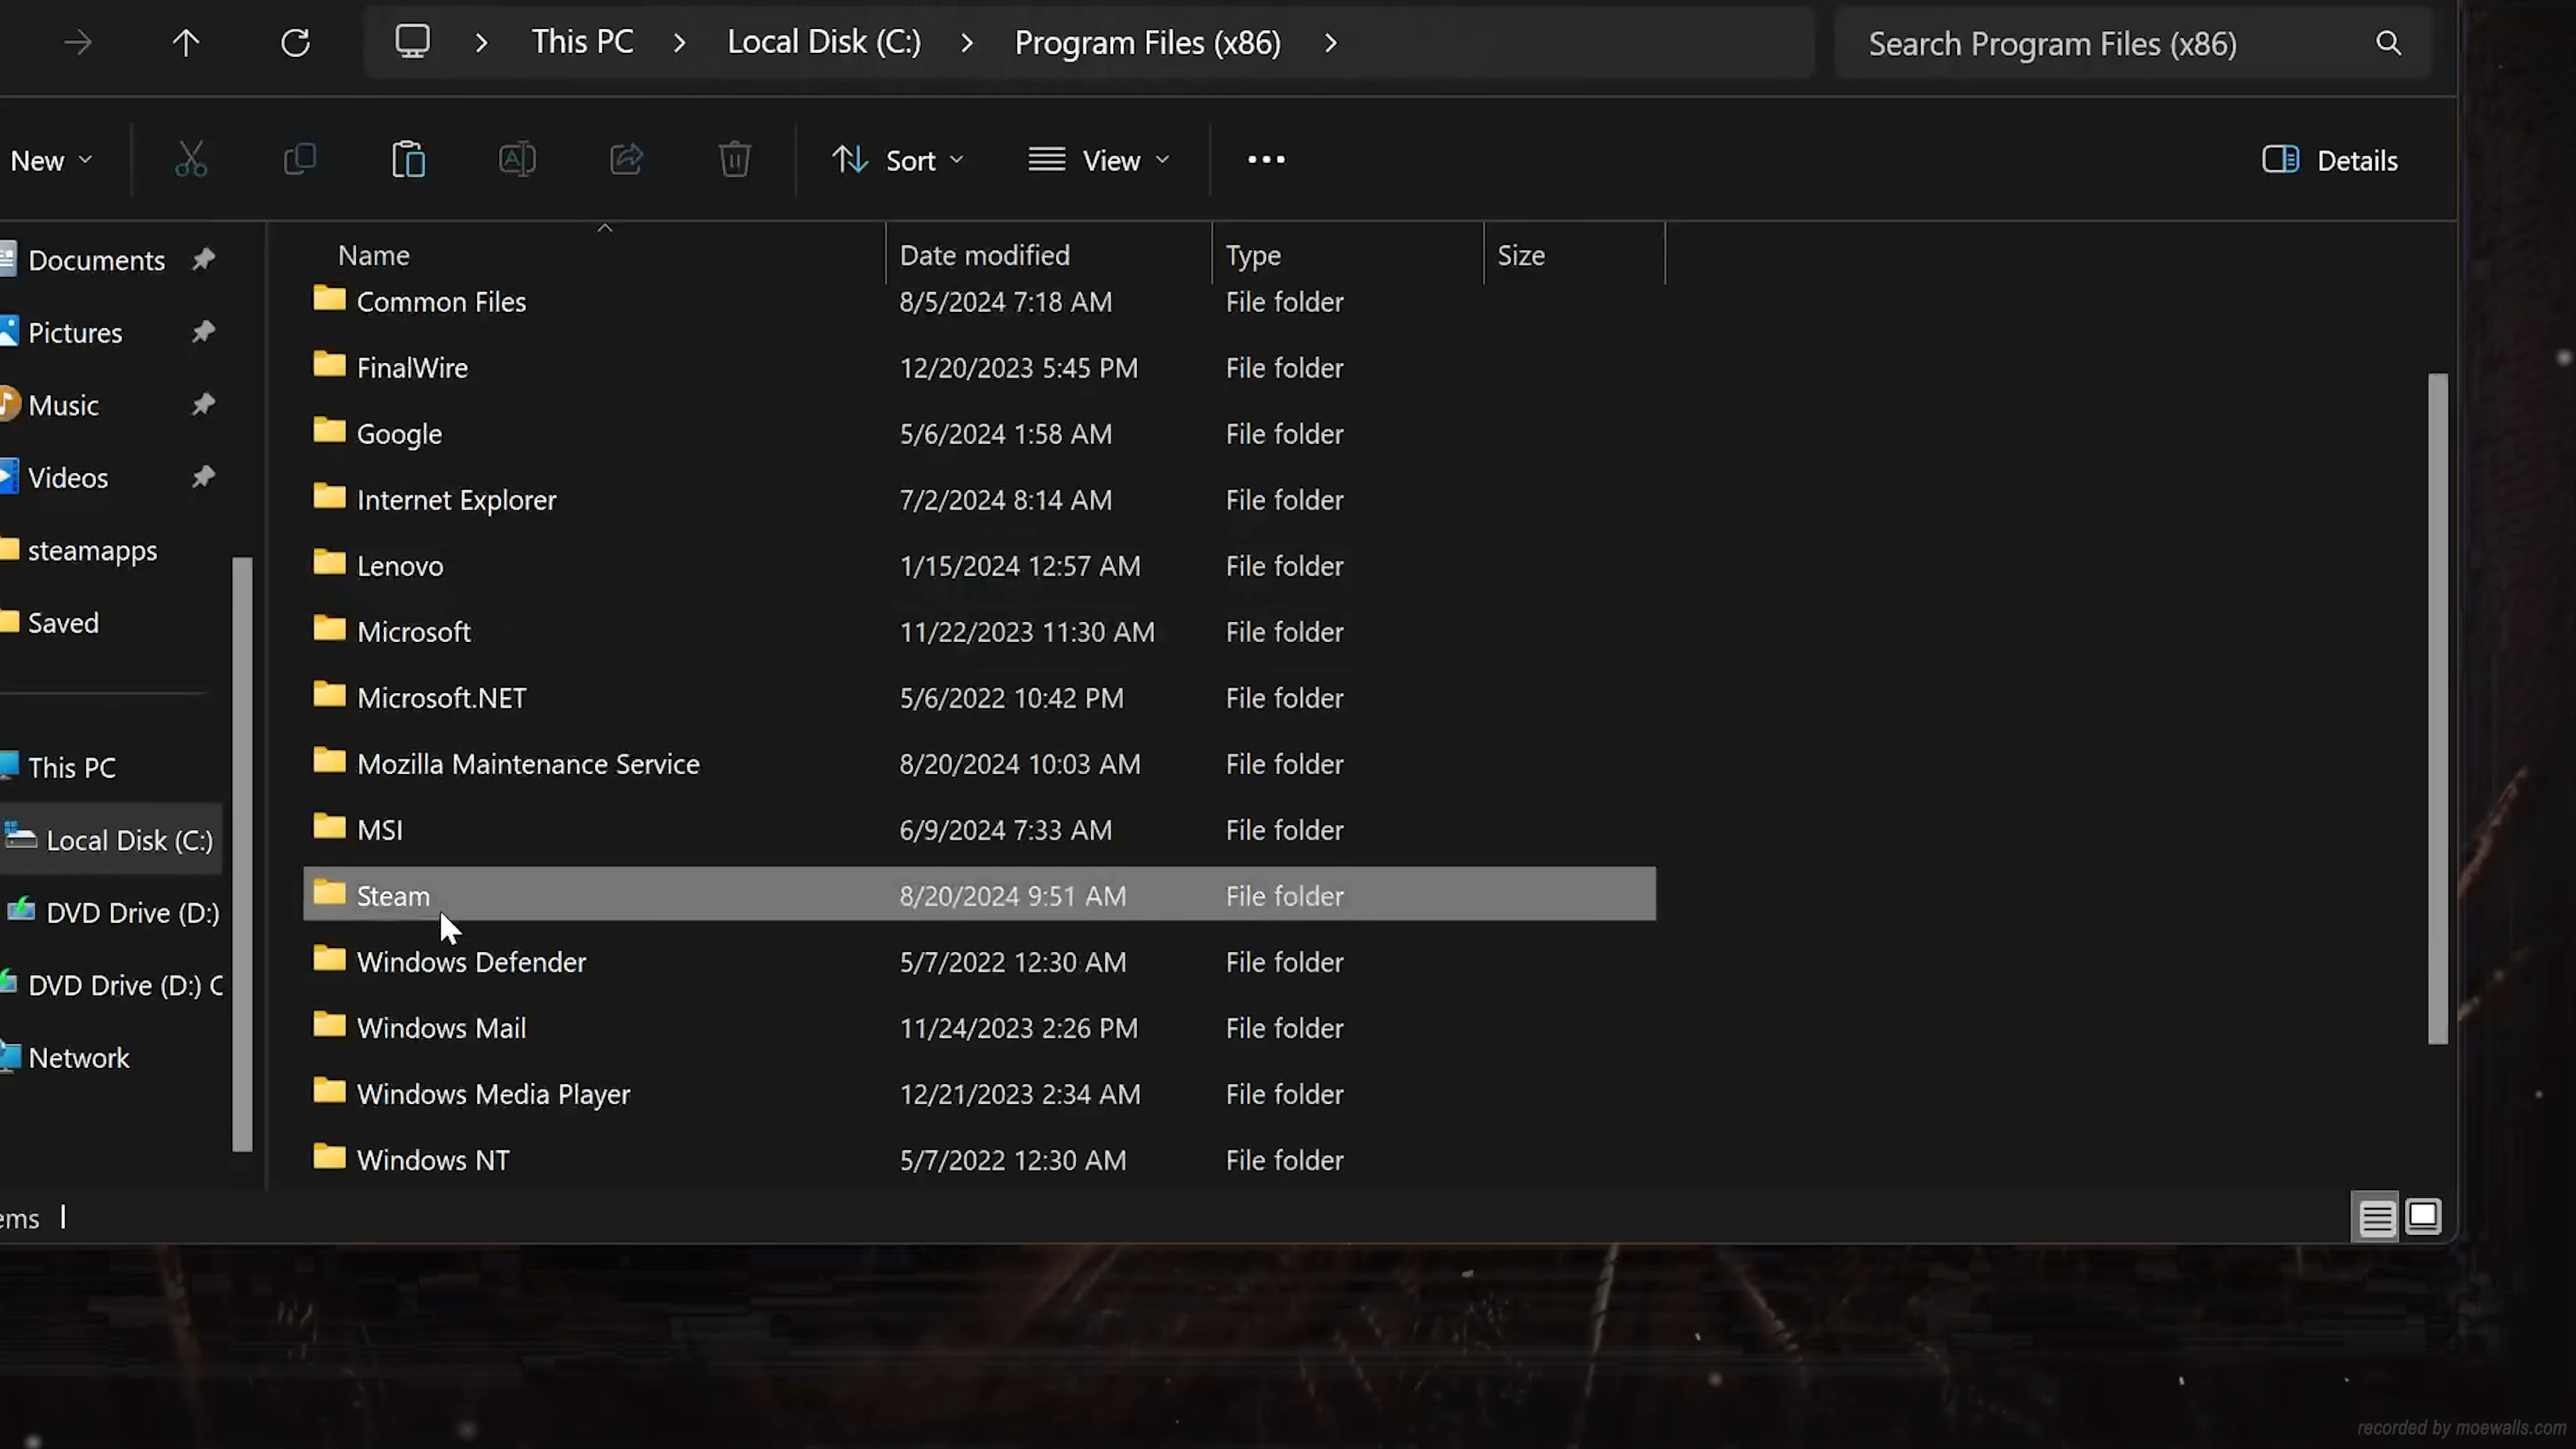 This PC > Local Disk (C:) > Program Files (x86) >
Search Program Files (x86)
New
Sort
View
Details
Documents
Pictures
Music
Videos
steamapps
Saved
This PC
Local Disk (C:)
DVD Drive (D:)
DVD Drive (D:) C
Network
Name Date modified Type Size
Common Files 8/5/2024 7:18 AM File folder
FinalWire 12/20/2023 5:45 PM File folder
Google 5/6/2024 1:58 AM File folder
Internet Explorer 7/2/2024 8:14 AM File folder
Lenovo 1/15/2024 12:57 AM File folder
Microsoft 11/22/2023 11:30 AM File folder
Microsoft.NET 5/6/2022 10:42 PM File folder
Mozilla Maintenance Service 8/20/2024 10:03 AM File folder
MSI 6/9/2024 7:33 AM File folder
Steam 8/20/2024 9:51 AM File folder
Windows Defender 5/7/2022 12:30 AM File folder
Windows Mail 11/24/2023 2:26 PM File folder
Windows Media Player 12/21/2023 2:34 AM File folder
Windows NT 5/7/2022 12:30 AM File folder
ems
recorded by moewalls.com